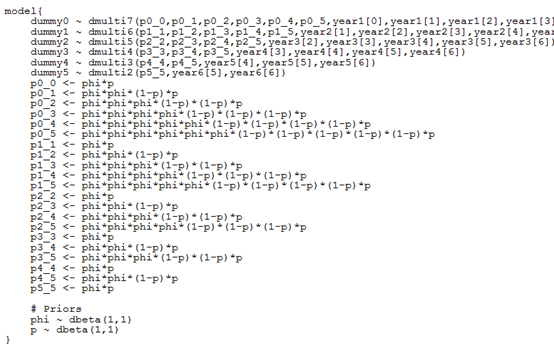 model{
dummy0 ~ dmulti7(p0_0,p0_1,p0_2,p0_3,p0_4,p0_5,year1[0],year1[1],year1[2],year1[3]
dummy1 ~ dmulti6(p1_1,p1_2,p1_3,p1_4,p1_5,year2[1],year2[2],year2[3],year2[4],year
dummy2 ~ dmulti5(p2_2,p2_3,p2_4,p2_5,year3[2],year3[3],year3[4],year3[5],year3[6])
dummy3 ~ dmulti4(p3_3,p3_4,p3_5,year4[3],year4[4],year4[5],year4[6])
dummy4 ~ dmulti3(p4_4,p4_5,year5[4],year5[5],year5[6])
dummy5 ~ dmulti2(p5_5,year6[5],year6[6])
p0_0 <- phi*p
p0_1 <- phi*phi*(1-p)*p
p0_2 <- phi*phi*phi*(1-p)*(1-p)*p
p0_3 <- phi*phi*phi*phi*(1-p)*(1-p)*(1-p)*p
p0_4 <- phi*phi*phi*phi*phi*(1-p)*(1-p)*(1-p)*(1-p)*p
p0_5 <- phi*phi*phi*phi*phi*phi*(1-p)*(1-p)*(1-p)*(1-p)*(1-p)*p
p1_1 <- phi*p
p1_2 <- phi*phi*(1-p)*p
p1_3 <- phi*phi*phi*(1-p)*(1-p)*p
p1_4 <- phi*phi*phi*phi*(1-p)*(1-p)*(1-p)*p
p1_5 <- phi*phi*phi*phi*phi*(1-p)*(1-p)*(1-p)*(1-p)*p
p2_2 <- phi*p
p2_3 <- phi*phi*(1-p)*p
p2_4 <- phi*phi*phi*(1-p)*(1-p)*p
p2_5 <- phi*phi*phi*phi*(1-p)*(1-p)*(1-p)*p
p3_3 <- phi*p
p3_4 <- phi*phi*(1-p)*p
p3_5 <- phi*phi*phi*(1-p)*(1-p)*p
p4_4 <- phi*p
p4_5 <- phi*phi*(1-p)*p
p5_5 <- phi*p
# Priors
phi ~ dbeta(1,1)
p ~ dbeta(1,1)
}